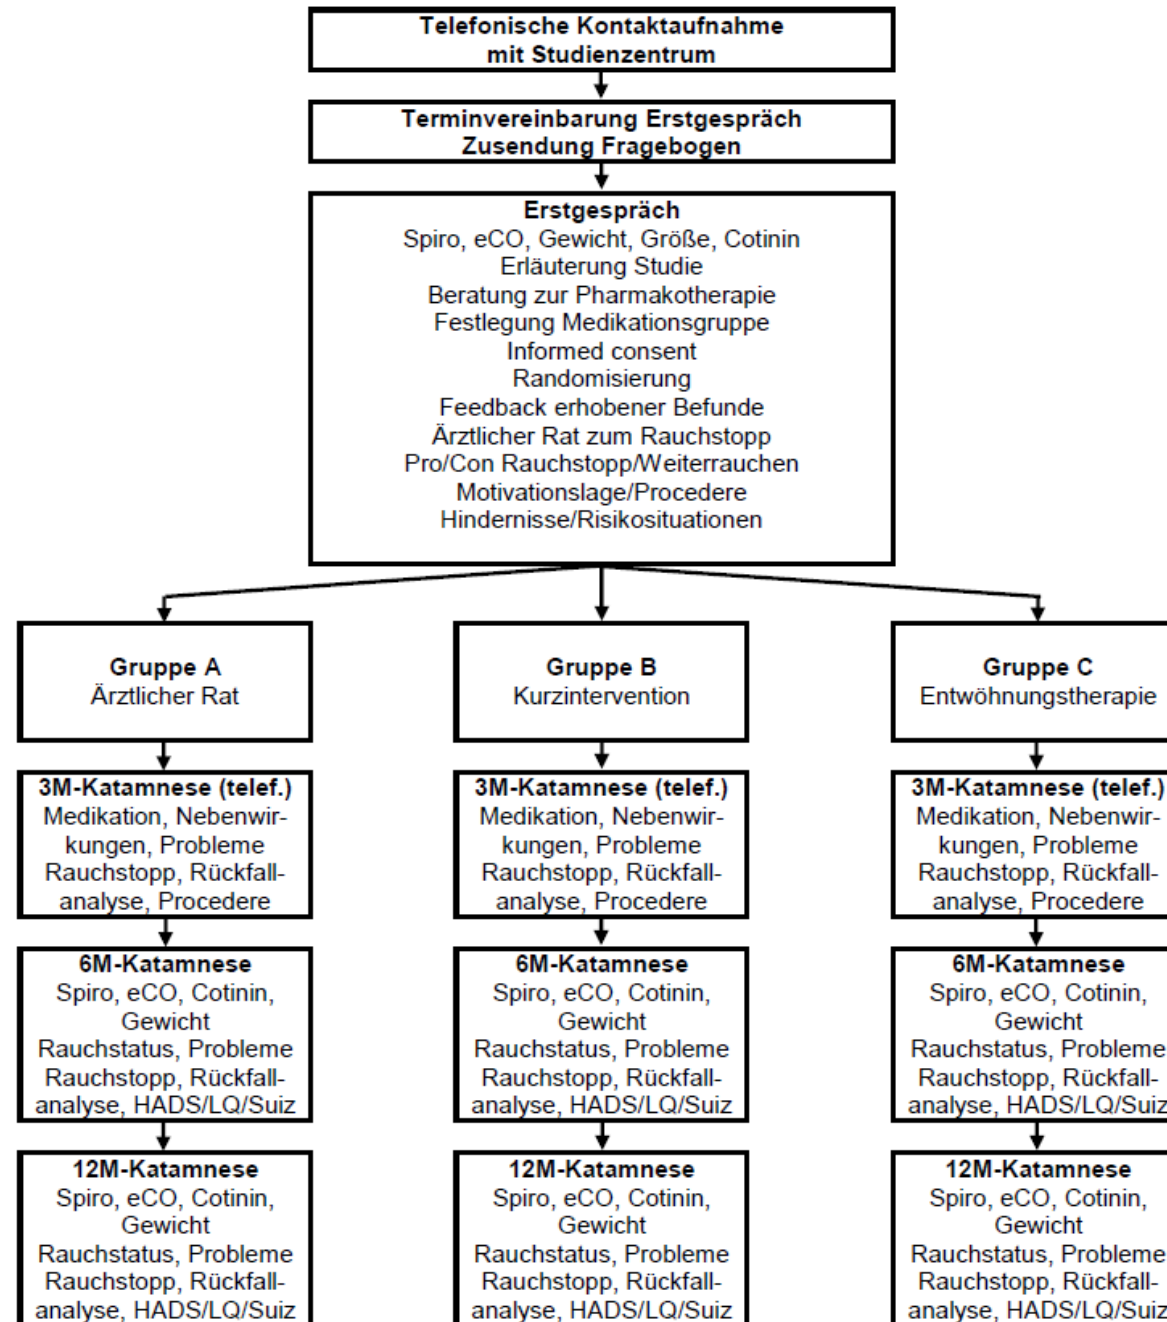 Telefonische Kontaktaufnahme
mit Studienzentrum
Terminvereinbarung Erstgespräch
Zusendung Fragebogen
Erstgespräch
Spiro, eCO, Gewicht, Größe, Cotinin
Erläuterung Studie
Beratung zur Pharmakotherapie
Festlegung Medikationsgruppe
Informed consent
Randomisierung
Feedback erhobener Befunde
Ärztlicher Rat zum Rauchstopp
Pro/Con Rauchstopp/Weiterrauchen
Motivationslage/Procedere
Hindernisse/Risikosituationen
Gruppe A
Ärztlicher Rat
Gruppe B
Kurzintervention
Gruppe C
Entwöhnungstherapie
3M-Katamnese (telef.)
Medikation, Nebenwir-
kungen, Probleme
Rauchstopp, Rückfall-
analyse, Procedere
3M-Katamnese (telef.)
Medikation, Nebenwir-
kungen, Probleme
Rauchstopp, Rückfall-
analyse, Procedere
3M-Katamnese (telef.)
Medikation, Nebenwir-
kungen, Probleme
Rauchstopp, Rückfall-
analyse, Procedere
6M-Katamnese
Spiro, eCO, Cotinin,
Gewicht
Rauchstatus, Probleme
Rauchstopp, Rückfall-
analyse, HADS/LQ/Suiz
6M-Katamnese
Spiro, eCO, Cotinin,
Gewicht
Rauchstatus, Probleme
Rauchstopp, Rückfall-
analyse, HADS/LQ/Suiz
6M-Katamnese
Spiro, eCO, Cotinin,
Gewicht
Rauchstatus, Probleme
Rauchstopp, Rückfall-
analyse, HADS/LQ/Suiz
12M-Katamnese
Spiro, eCO, Cotinin,
Gewicht
Rauchstatus, Probleme
Rauchstopp, Rückfall-
analyse, HADS/LQ/Suiz
12M-Katamnese
Spiro, eCO, Cotinin,
Gewicht
Rauchstatus, Probleme
Rauchstopp, Rückfall-
analyse, HADS/LQ/Suiz
12M-Katamnese
Spiro, eCO, Cotinin,
Gewicht
Rauchstatus, Probleme
Rauchstopp, Rückfall-
analyse, HADS/LQ/Suiz